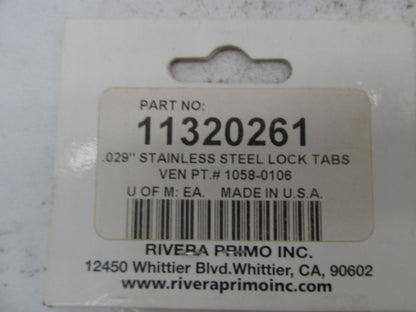 PART NO:
11320261
.029" STAINLESS STEEL LOCK TABS
VEN PT.# 1058-0106
U OF M: EA. MADE IN U.S.A.
RIVERA PRIMO INC.
12450 Whittier Blvd.Whittier, CA, 90602
www.riveraprimoinc.com